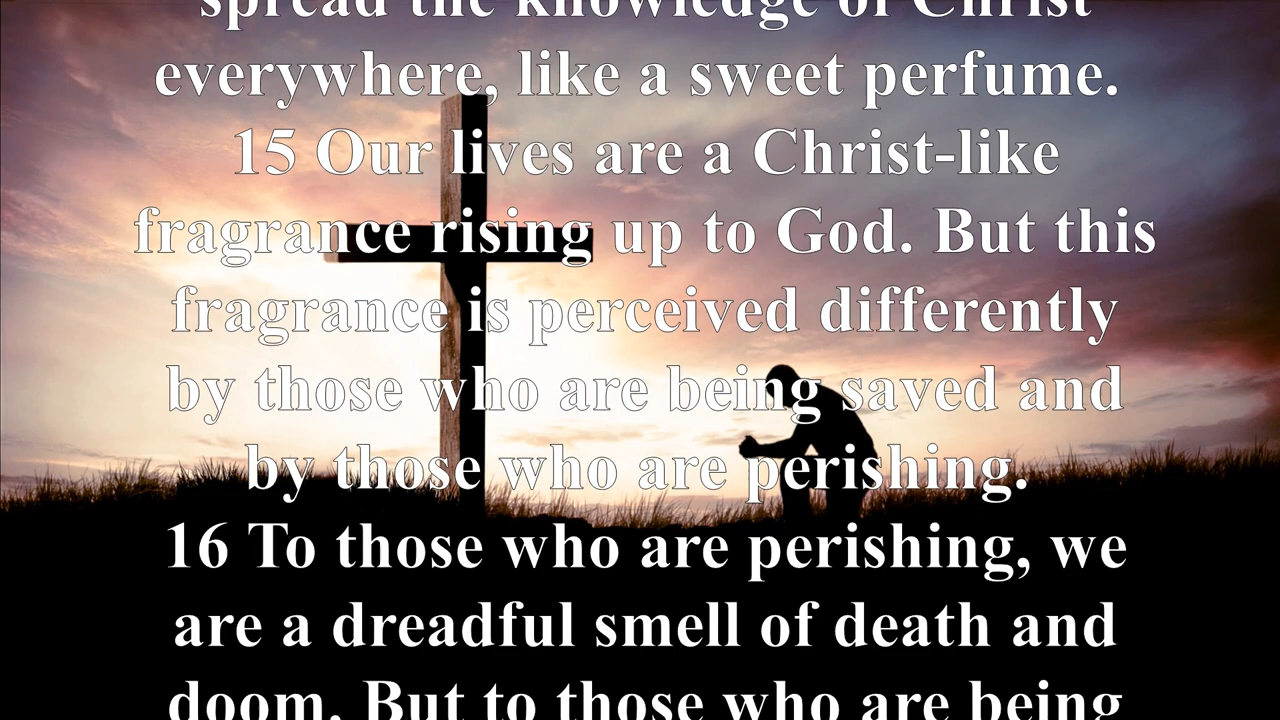 spread the knowledge of Christ
everywhere, like a sweet perfume.
15 Our lives are a Christ-like
fragrance rising up to God. But this
fragrance is perceived differently
by those who are being saved and
by those who are perishing.
16 To those who are perishing, we
are a dreadful smell of death and
doom. But to those who are being